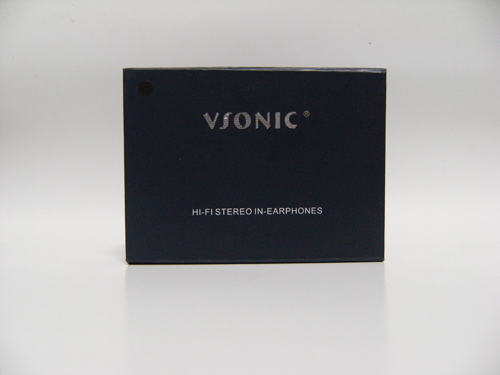 VSONIC®
HI-FI STEREO IN-EARPHONES